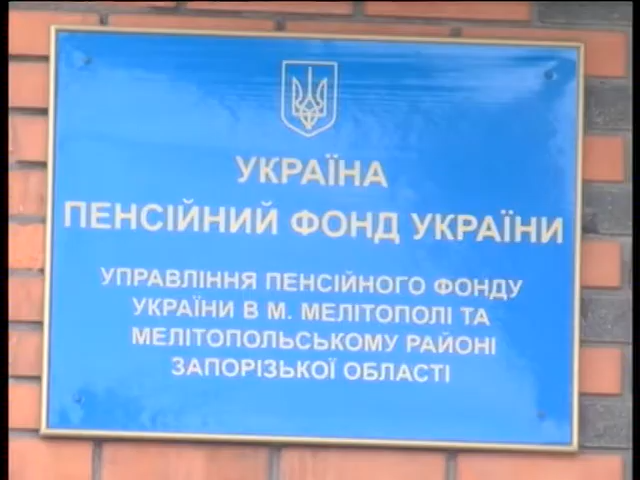 УКРАЇНА
ПЕНСІЙНИЙ ФОНД УКРАЇНИ
УПРАВЛІННЯ ПЕНСІЙНОГО ФОНДУ
УКРАЇНИ В М. МЕЛІТОПОЛІ ТА
МЕЛІТОПОЛЬСЬКОМУ РАЙОНІ
ЗАПОРІЗЬКОЇ ОБЛАСТІ